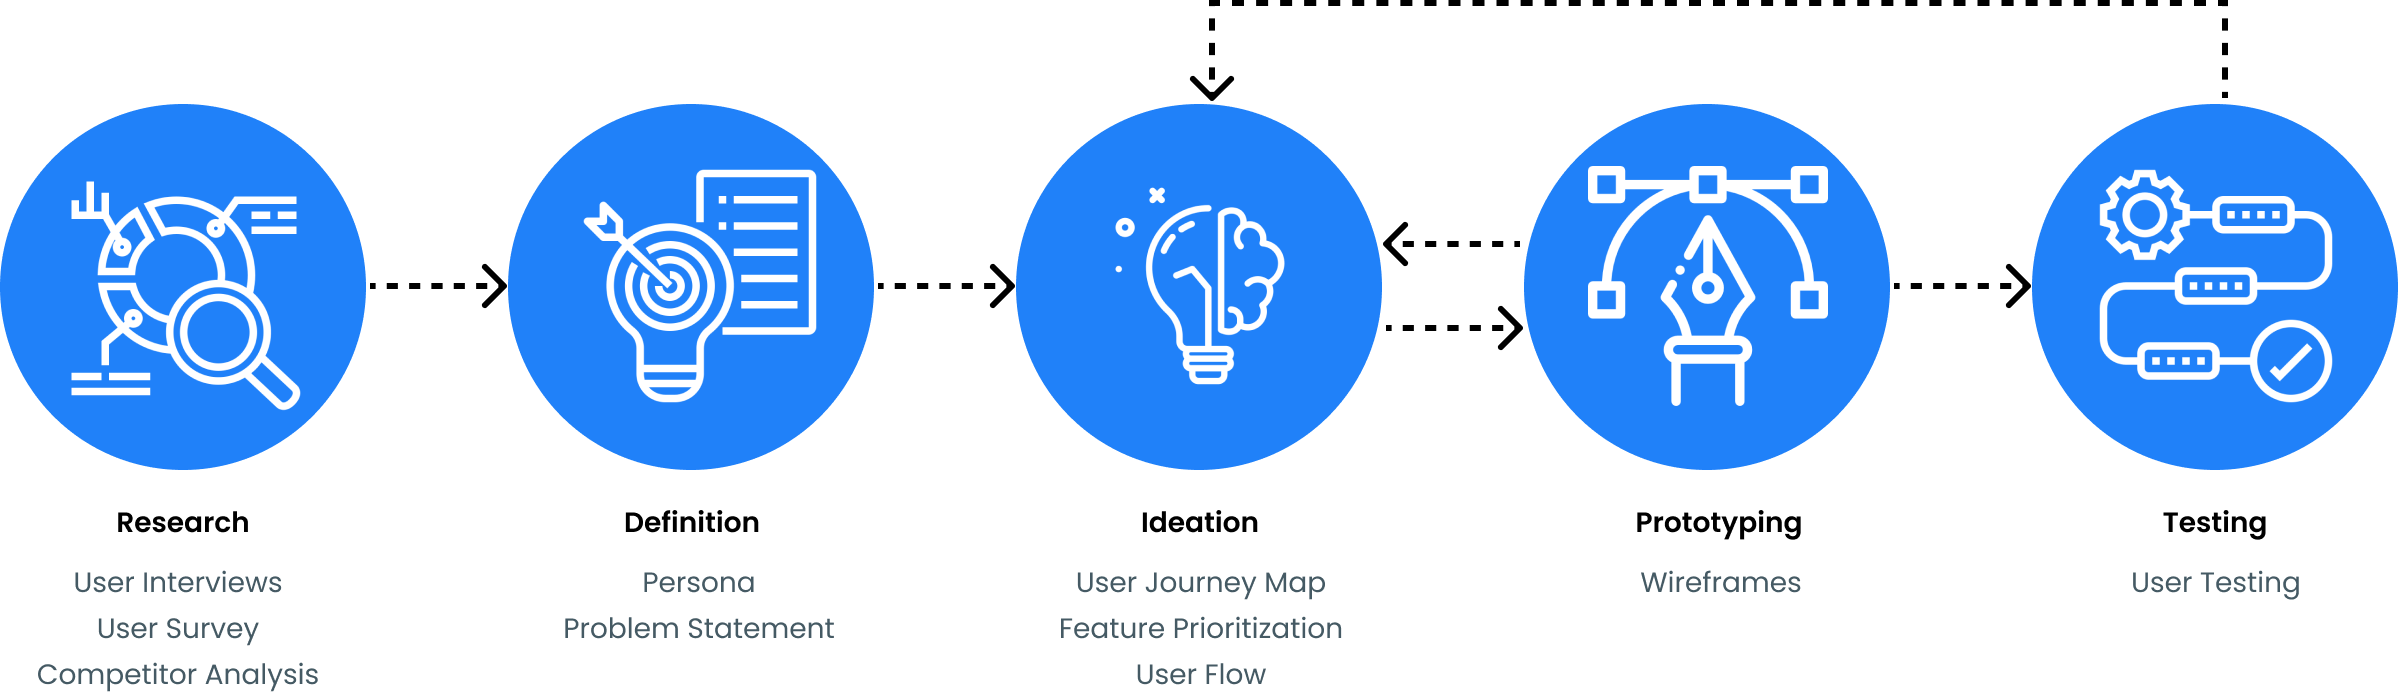 Research
User Interviews
User Survey
Competitor Analysis
Definition
Persona
Problem Statement
Ideation
User Journey Map
Feature Prioritization
User Flow
Prototyping
Wireframes
Testing
User Testing